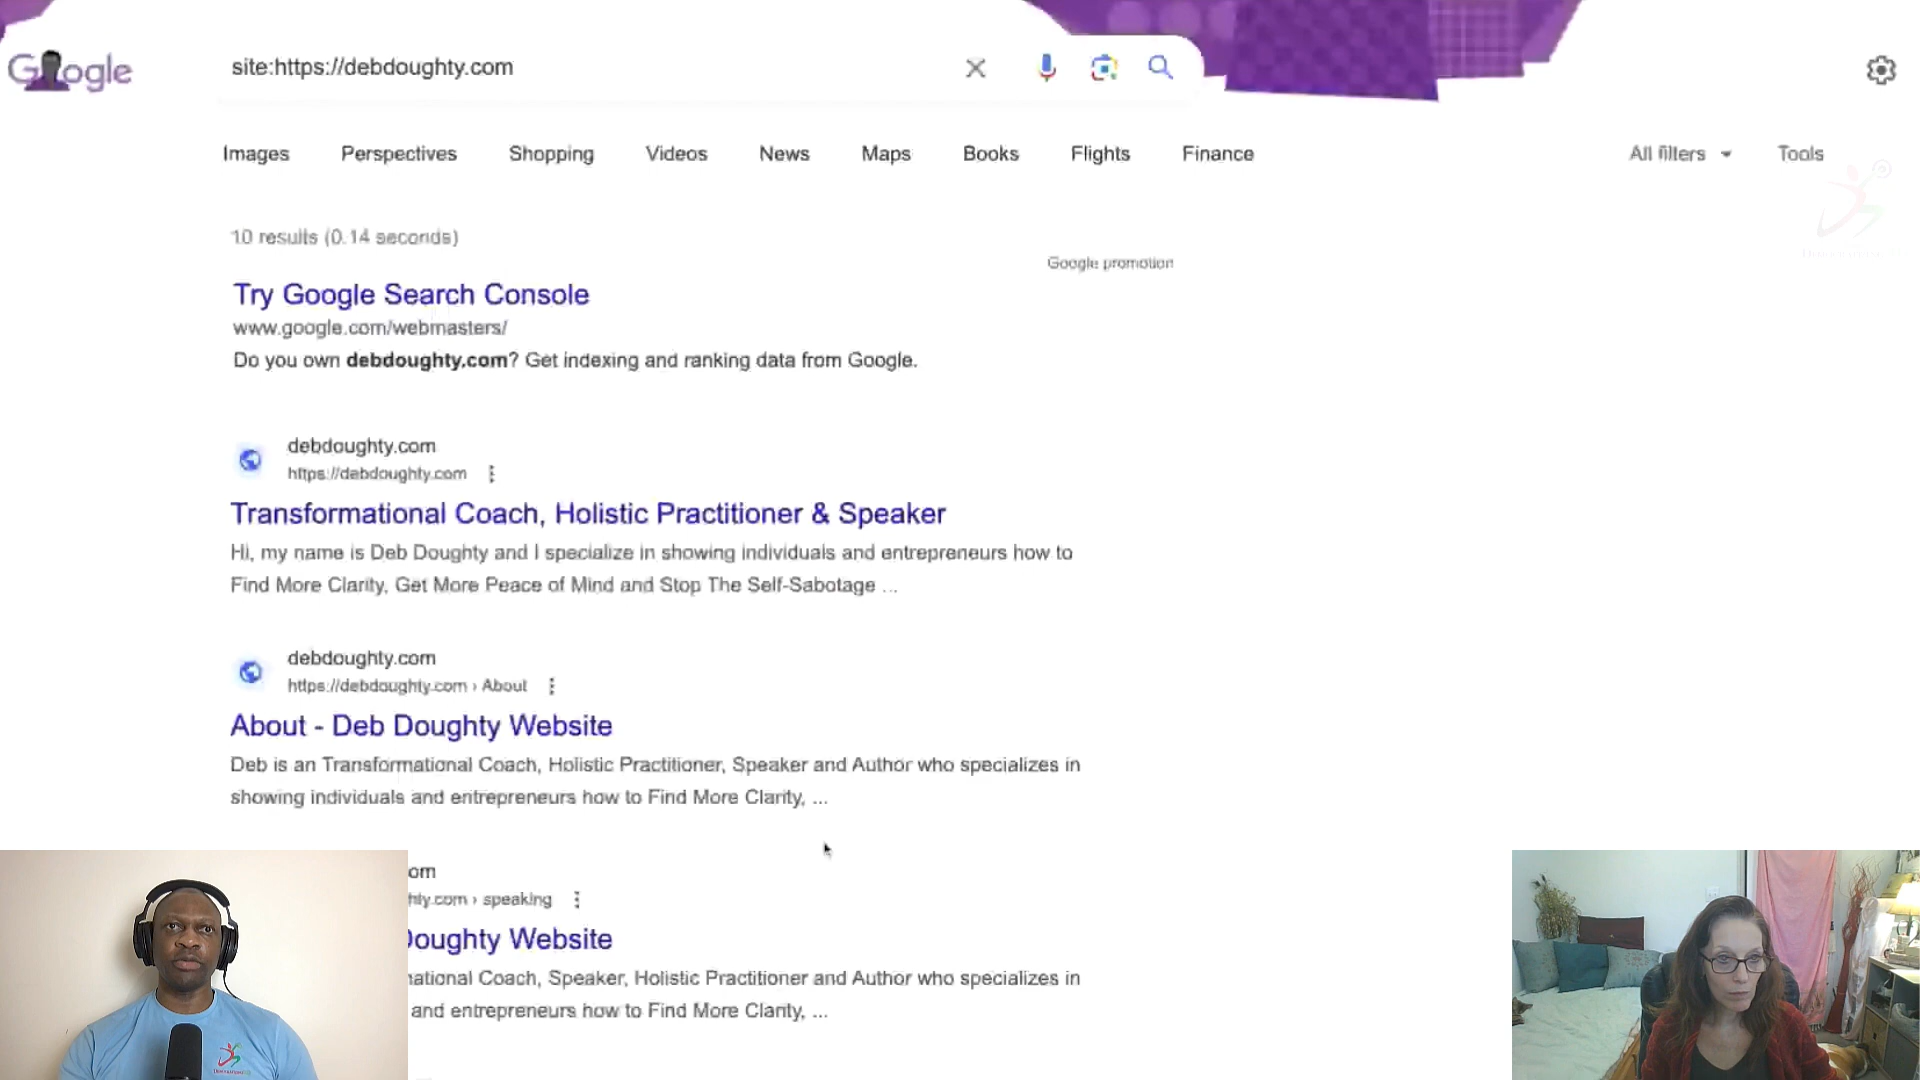 Google
site:https://debdoughty.com
Images Perspectives Shopping Videos News Maps Books Flights Finance All filters Tools
10 results (0.14 seconds)
Google promotion
Try Google Search Console
www.google.com/webmasters/
Do you own debdoughty.com? Get indexing and ranking data from Google.
debdoughty.com
https://debdoughty.com
Transformational Coach, Holistic Practitioner & Speaker
Hi, my name is Deb Doughty and I specialize in showing individuals and entrepreneurs how to
Find More Clarity, Get More Peace of Mind and Stop The Self-Sabotage ...
debdoughty.com
https://debdoughty.com › About
About - Deb Doughty Website
Deb is an Transformational Coach, Holistic Practitioner, Speaker and Author who specializes in
showing individuals and entrepreneurs how to Find More Clarity, ...
om
hty.com › speaking
Doughty Website
ational Coach, Speaker, Holistic Practitioner and Author who specializes in
and entrepreneurs how to Find More Clarity, ...